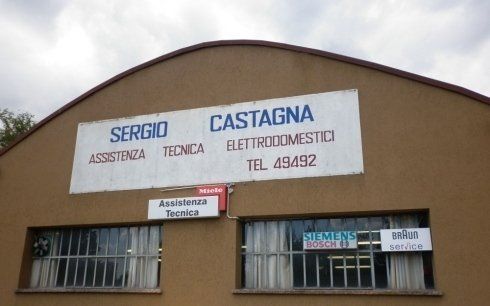 SERGIO CASTAGNA
ASSISTENZA TECNICA ELETTRODOMESTICI
TEL 49492
Miele
Assistenza
Tecnica
SIEMENS
BOSCH
BRAUN
service